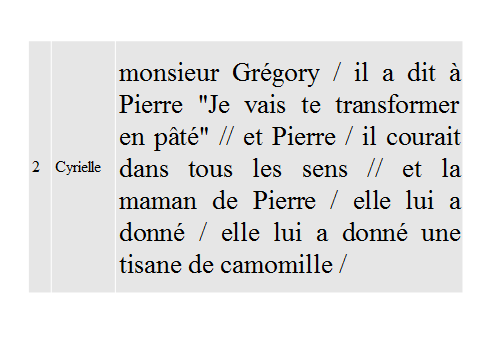 monsieur Grégory / il a dit à
Pierre "Je vais te transformer
en pâté" // et Pierre / il courait
2 Cyrielle dans tous les sens // et la
maman de Pierre / elle lui a
donné / elle lui a donné une
tisane de camomille /